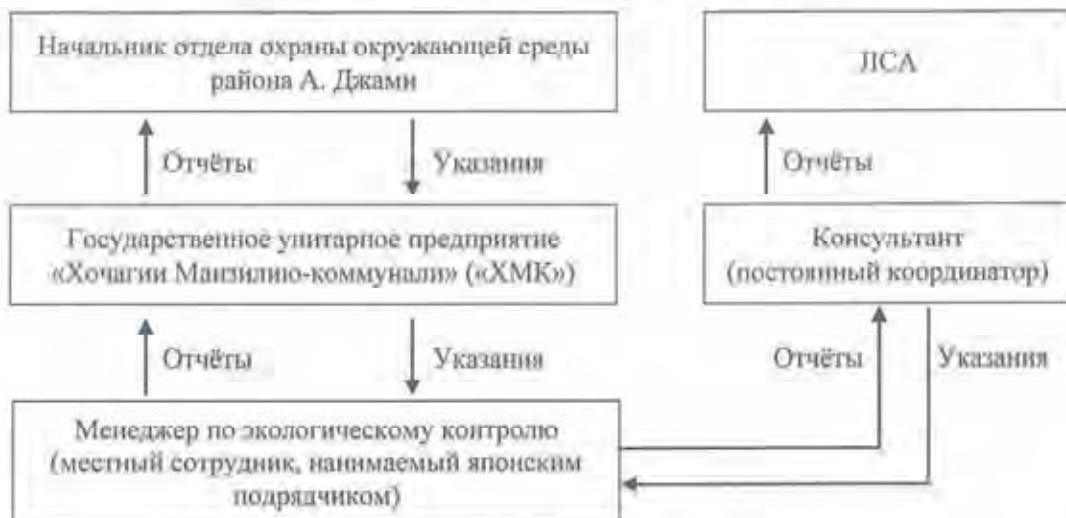 Начальник отдела охраны окружающей среды
района А. Джами
ЛСА
Отчёты
Указания
Отчёты
Государственное унитарное предприятие
«Хочагии Манзилию-коммунали» («ХМК»)
Консультант
(постоянный координатор)
Отчёты
Указания
Отчёты
Указания
Менеджер по экологическому контролю
(местный сотрудник, нанимаемый японским
подрядчиком)